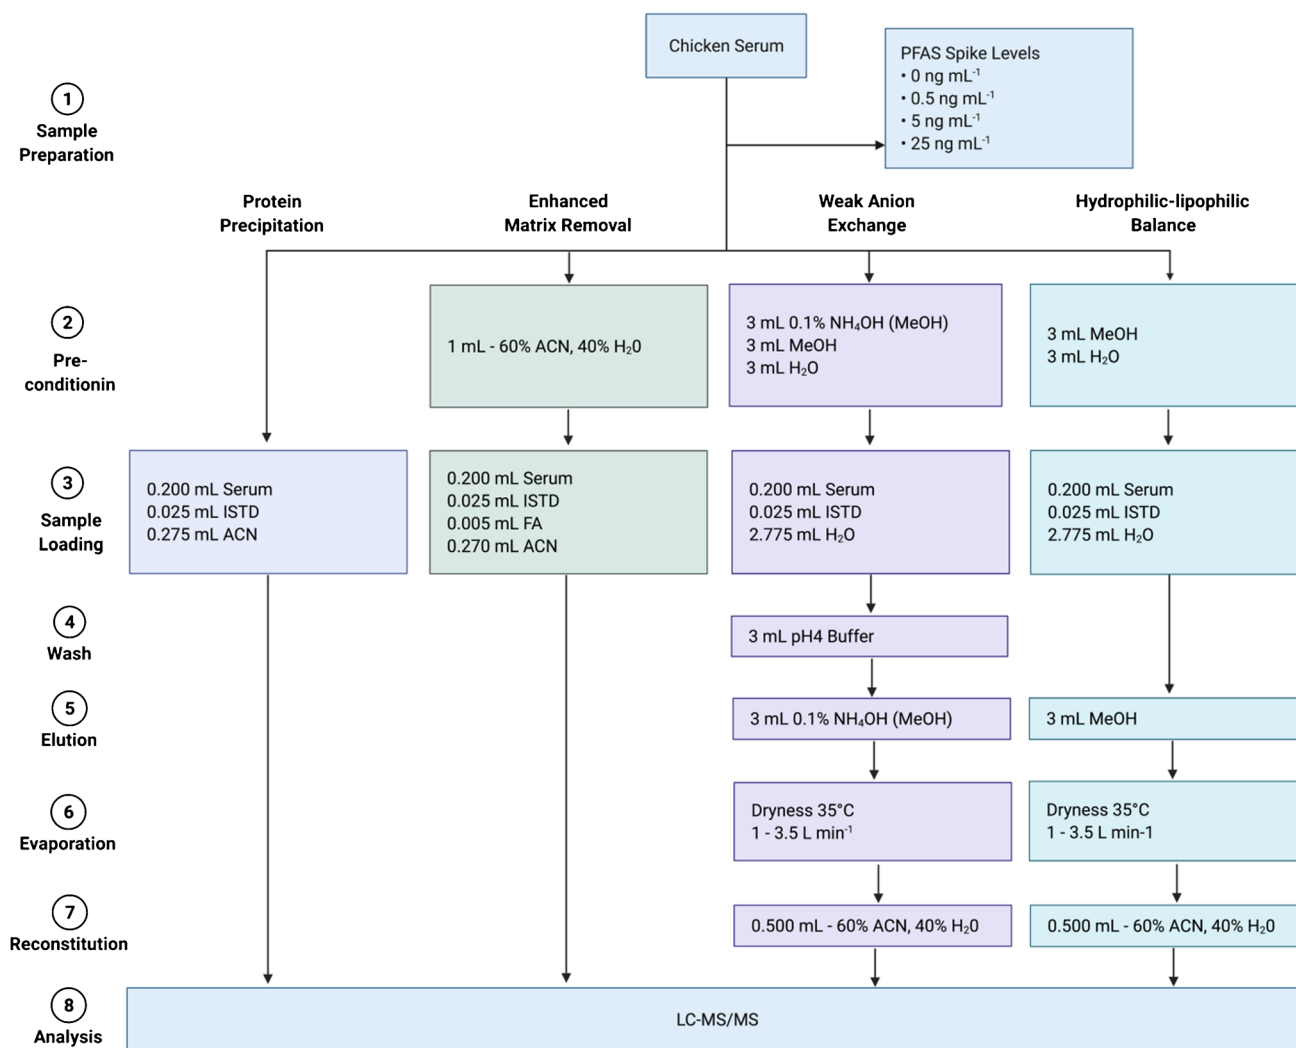 Chicken Serum
PFAS Spike Levels
• 0 ng mL⁻¹
• 0.5 ng mL⁻¹
• 5 ng mL⁻¹
• 25 ng mL⁻¹
1
Sample
Preparation
Protein
Precipitation
Enhanced
Matrix Removal
Weak Anion
Exchange
Hydrophilic-lipophilic
Balance
2
Pre-
conditionin
1 mL - 60% ACN, 40% H₂0
3 mL 0.1% NH₄OH (MeOH)
3 mL MeOH
3 mL H₂O
3 mL MeOH
3 mL H₂O
3
Sample
Loading
0.200 mL Serum
0.025 mL ISTD
0.275 mL ACN
0.200 mL Serum
0.025 mL ISTD
0.005 mL FA
0.270 mL ACN
0.200 mL Serum
0.025 mL ISTD
2.775 mL H₂O
0.200 mL Serum
0.025 mL ISTD
2.775 mL H₂O
4
Wash
3 mL pH4 Buffer
5
Elution
3 mL 0.1% NH₄OH (MeOH)
3 mL MeOH
6
Evaporation
Dryness 35°C
1 - 3.5 L min⁻¹
Dryness 35°C
1 - 3.5 L min-1
7
Reconstitution
0.500 mL - 60% ACN, 40% H₂0
0.500 mL - 60% ACN, 40% H₂0
8
Analysis
LC-MS/MS